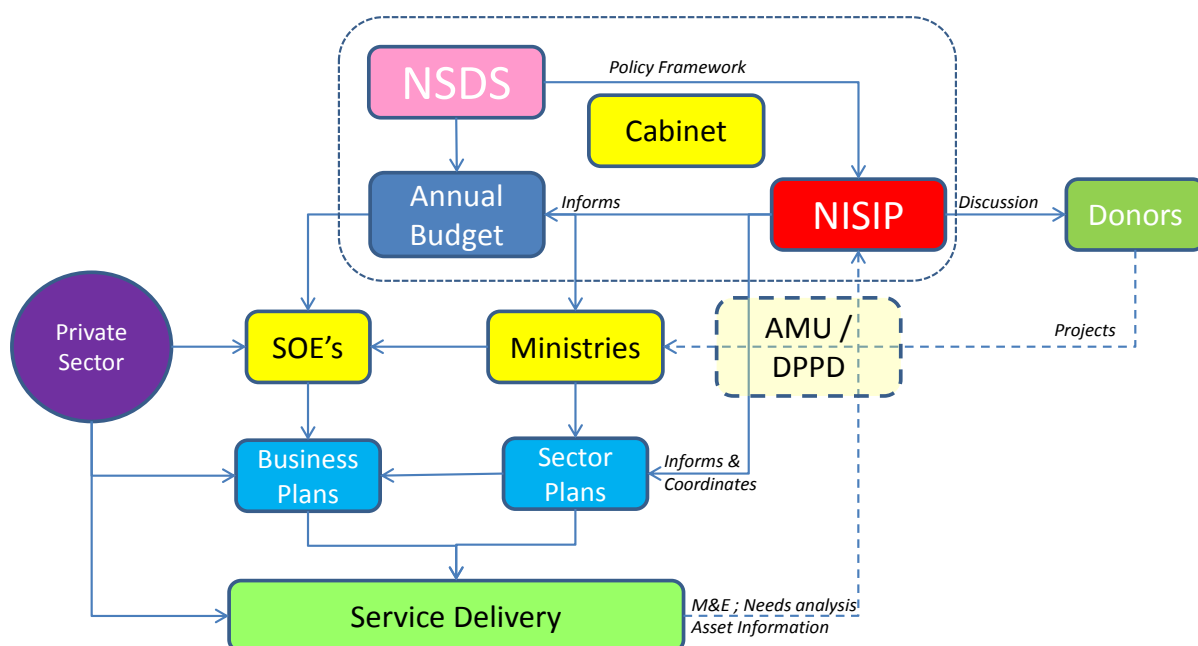 NSDS
Policy Framework
Cabinet
Annual
Budget
Informs
NISIP
Discussion
Donors
Private
Sector
SOE's
Ministries
AMU /
DPPD
Projects
Business
Plans
Sector
Plans
Informs &
Coordinates
Service Delivery
M&E ; Needs analysis
Asset Information